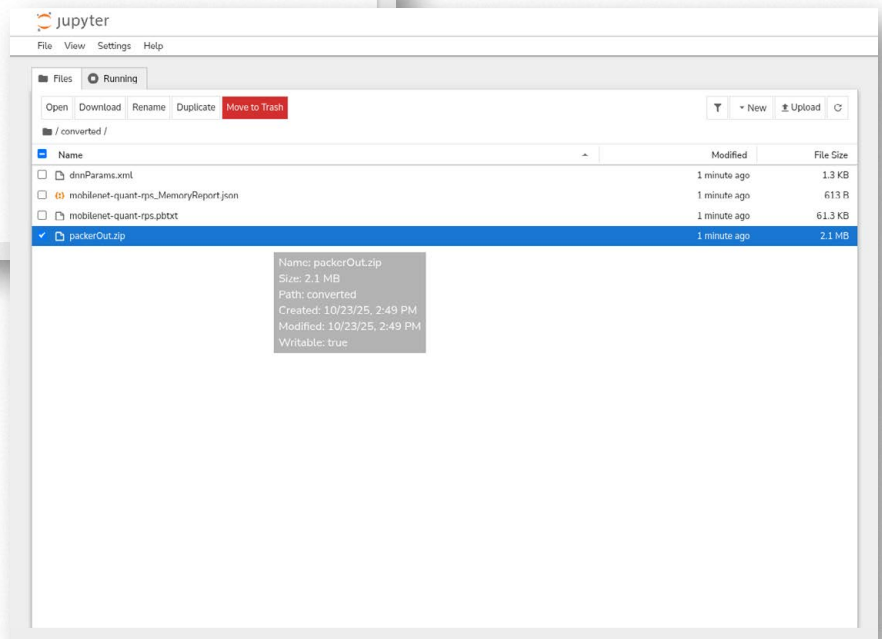 jupyter
File View Settings Help
Files Running
Open Download Rename Duplicate Move to Trash New Upload
/ converted /
Name Modified File Size
dnnParams.xml 1 minute ago 1.3 KB
mobilenet-quant-rps_MemoryReport.json 1 minute ago 613 B
mobilenet-quant-rps.pbtxt 1 minute ago 61.3 KB
packerOut.zip 1 minute ago 2.1 MB
Name: packerOut.zip
Size: 2.1 MB
Path: converted
Created: 10/23/25, 2:49 PM
Modified: 10/23/25, 2:49 PM
Writable: true